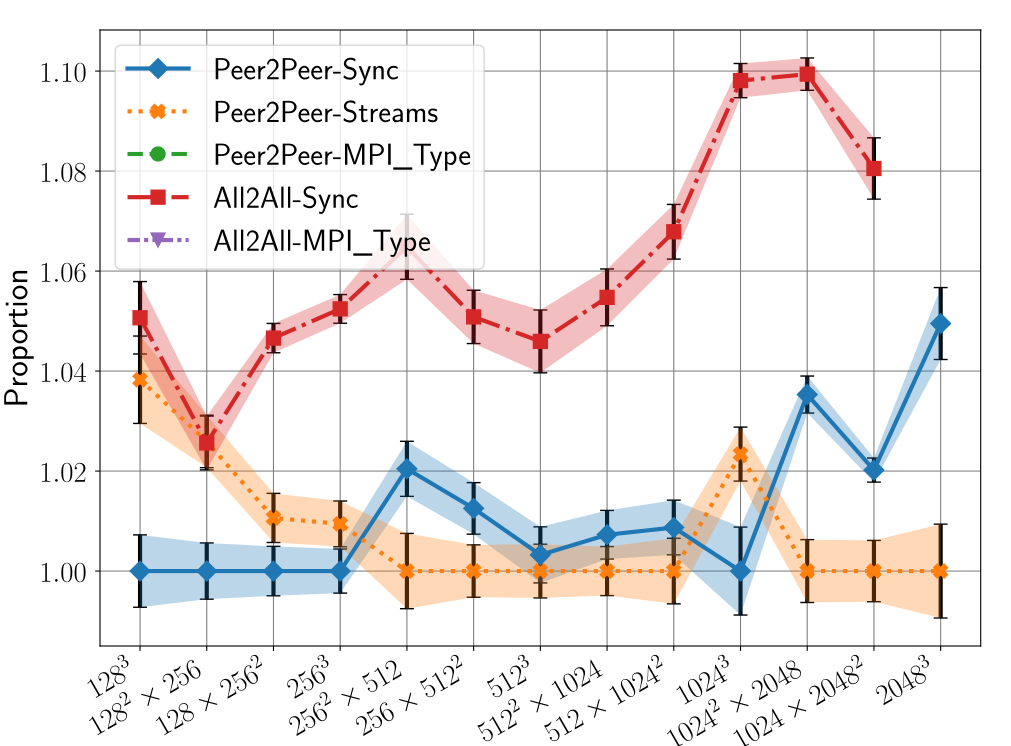 Peer2Peer-Sync
Peer2Peer-Streams
Peer2Peer-MPI_Type
All2All-Sync
All2All-MPI_Type
Proportion
1.10
1.08
1.06
1.04
1.02
1.00
128³
128² × 256
128 × 256²
256³
256² × 512
256 × 512²
512³
512² × 1024
512 × 1024²
1024³
1024² × 2048
1024 × 2048²
2048³